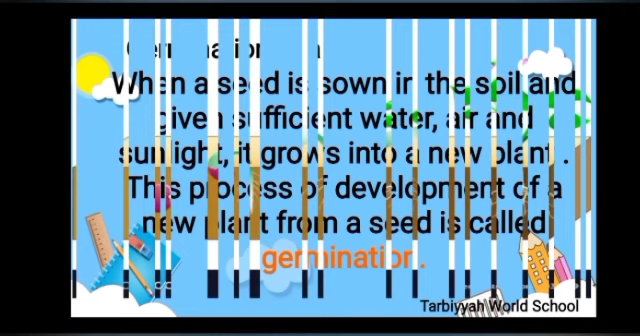 When a seed is sown in the soil and
given sufficient water, air and
sunlight, it grows into a new plant .
This process of development of a
new plant from a seed is called
germination .
Tarbiyyah World School